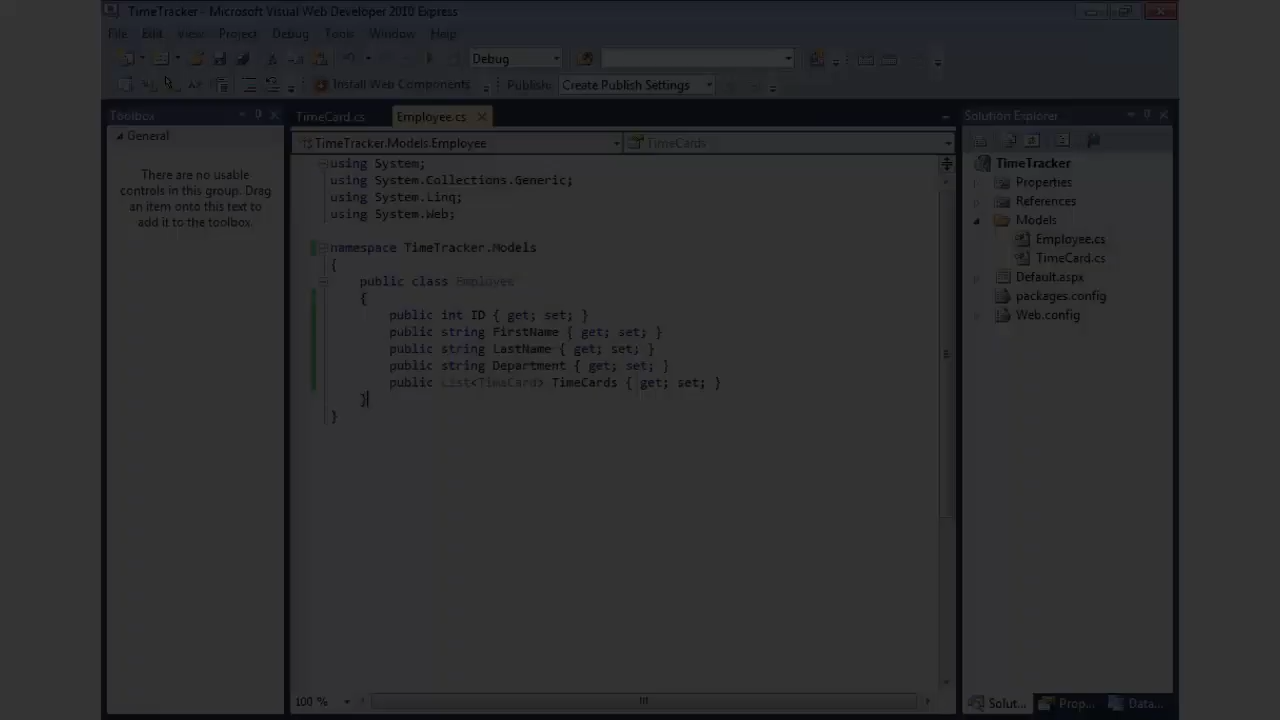 TimeTracker - Microsoft Visual Web Developer 2010 Express
File Edit View Project Debug Tools Window Help
Debug
Install Web Components Publish: Create Publish Settings
Toolbox
General
There are no usable
controls in this group. Drag
an item onto this text to
add it to the toolbox.
TimeCard.cs Employee.cs
TimeTracker.Models.Employee TimeCards
using System;
using System.Collections.Generic;
using System.Linq;
using System.Web;
namespace TimeTracker.Models
{
public class Employee
{
public int ID { get; set; }
public string FirstName { get; set; }
public string LastName { get; set; }
public string Department { get; set; }
public List<TimeCard> TimeCards { get; set; }
}
}
100 %
Solution Explorer
TimeTracker
Properties
References
Models
Employee.cs
TimeCard.cs
Default.aspx
packages.config
Web.config
Solut... Prop... Data...